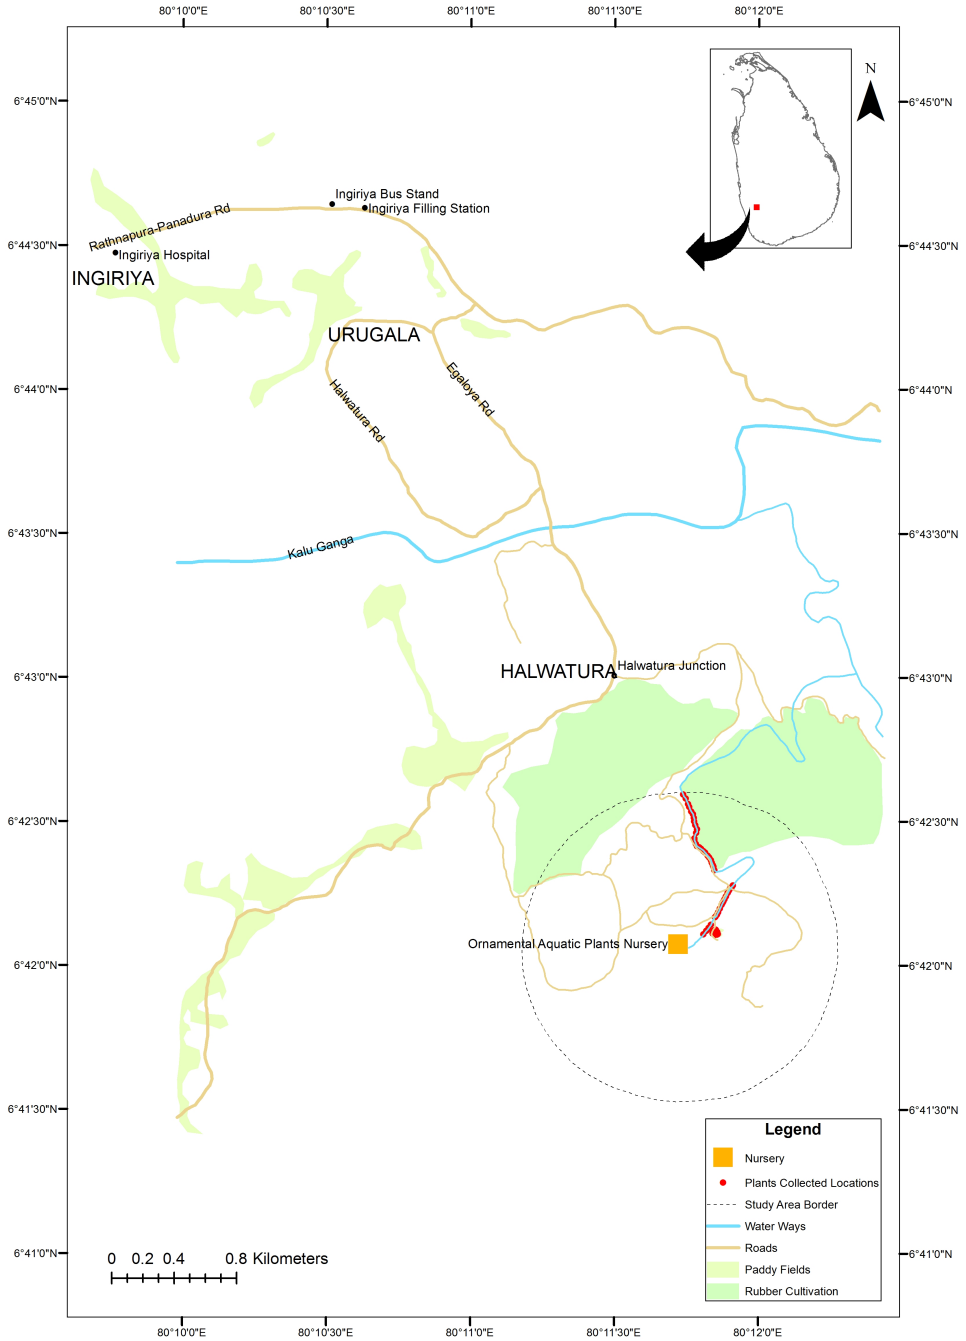 80°10'0"E 80°10'30"E 80°11'0"E 80°11'30"E 80°12'0"E
N
6°45'0"N 6°45'0"N
Ingiriya Bus Stand
Ingiriya Filling Station
Rathnapura-Panadura Rd
6°44'30"N 6°44'30"N
Ingiriya Hospital
INGIRIYA
URUGALA
Egaloya Rd
Halwatura Rd
6°44'0"N 6°44'0"N
6°43'30"N 6°43'30"N
Kalu Ganga
Halwatura Junction
HALWATURA
6°43'0"N 6°43'0"N
6°42'30"N 6°42'30"N
Ornamental Aquatic Plants Nursery
6°42'0"N 6°42'0"N
6°41'30"N 6°41'30"N
Legend
Nursery
Plants Collected Locations
Study Area Border
Water Ways
Roads
Paddy Fields
Rubber Cultivation
6°41'0"N 6°41'0"N
0 0.2 0.4 0.8 Kilometers
80°10'0"E 80°10'30"E 80°11'0"E 80°11'30"E 80°12'0"E